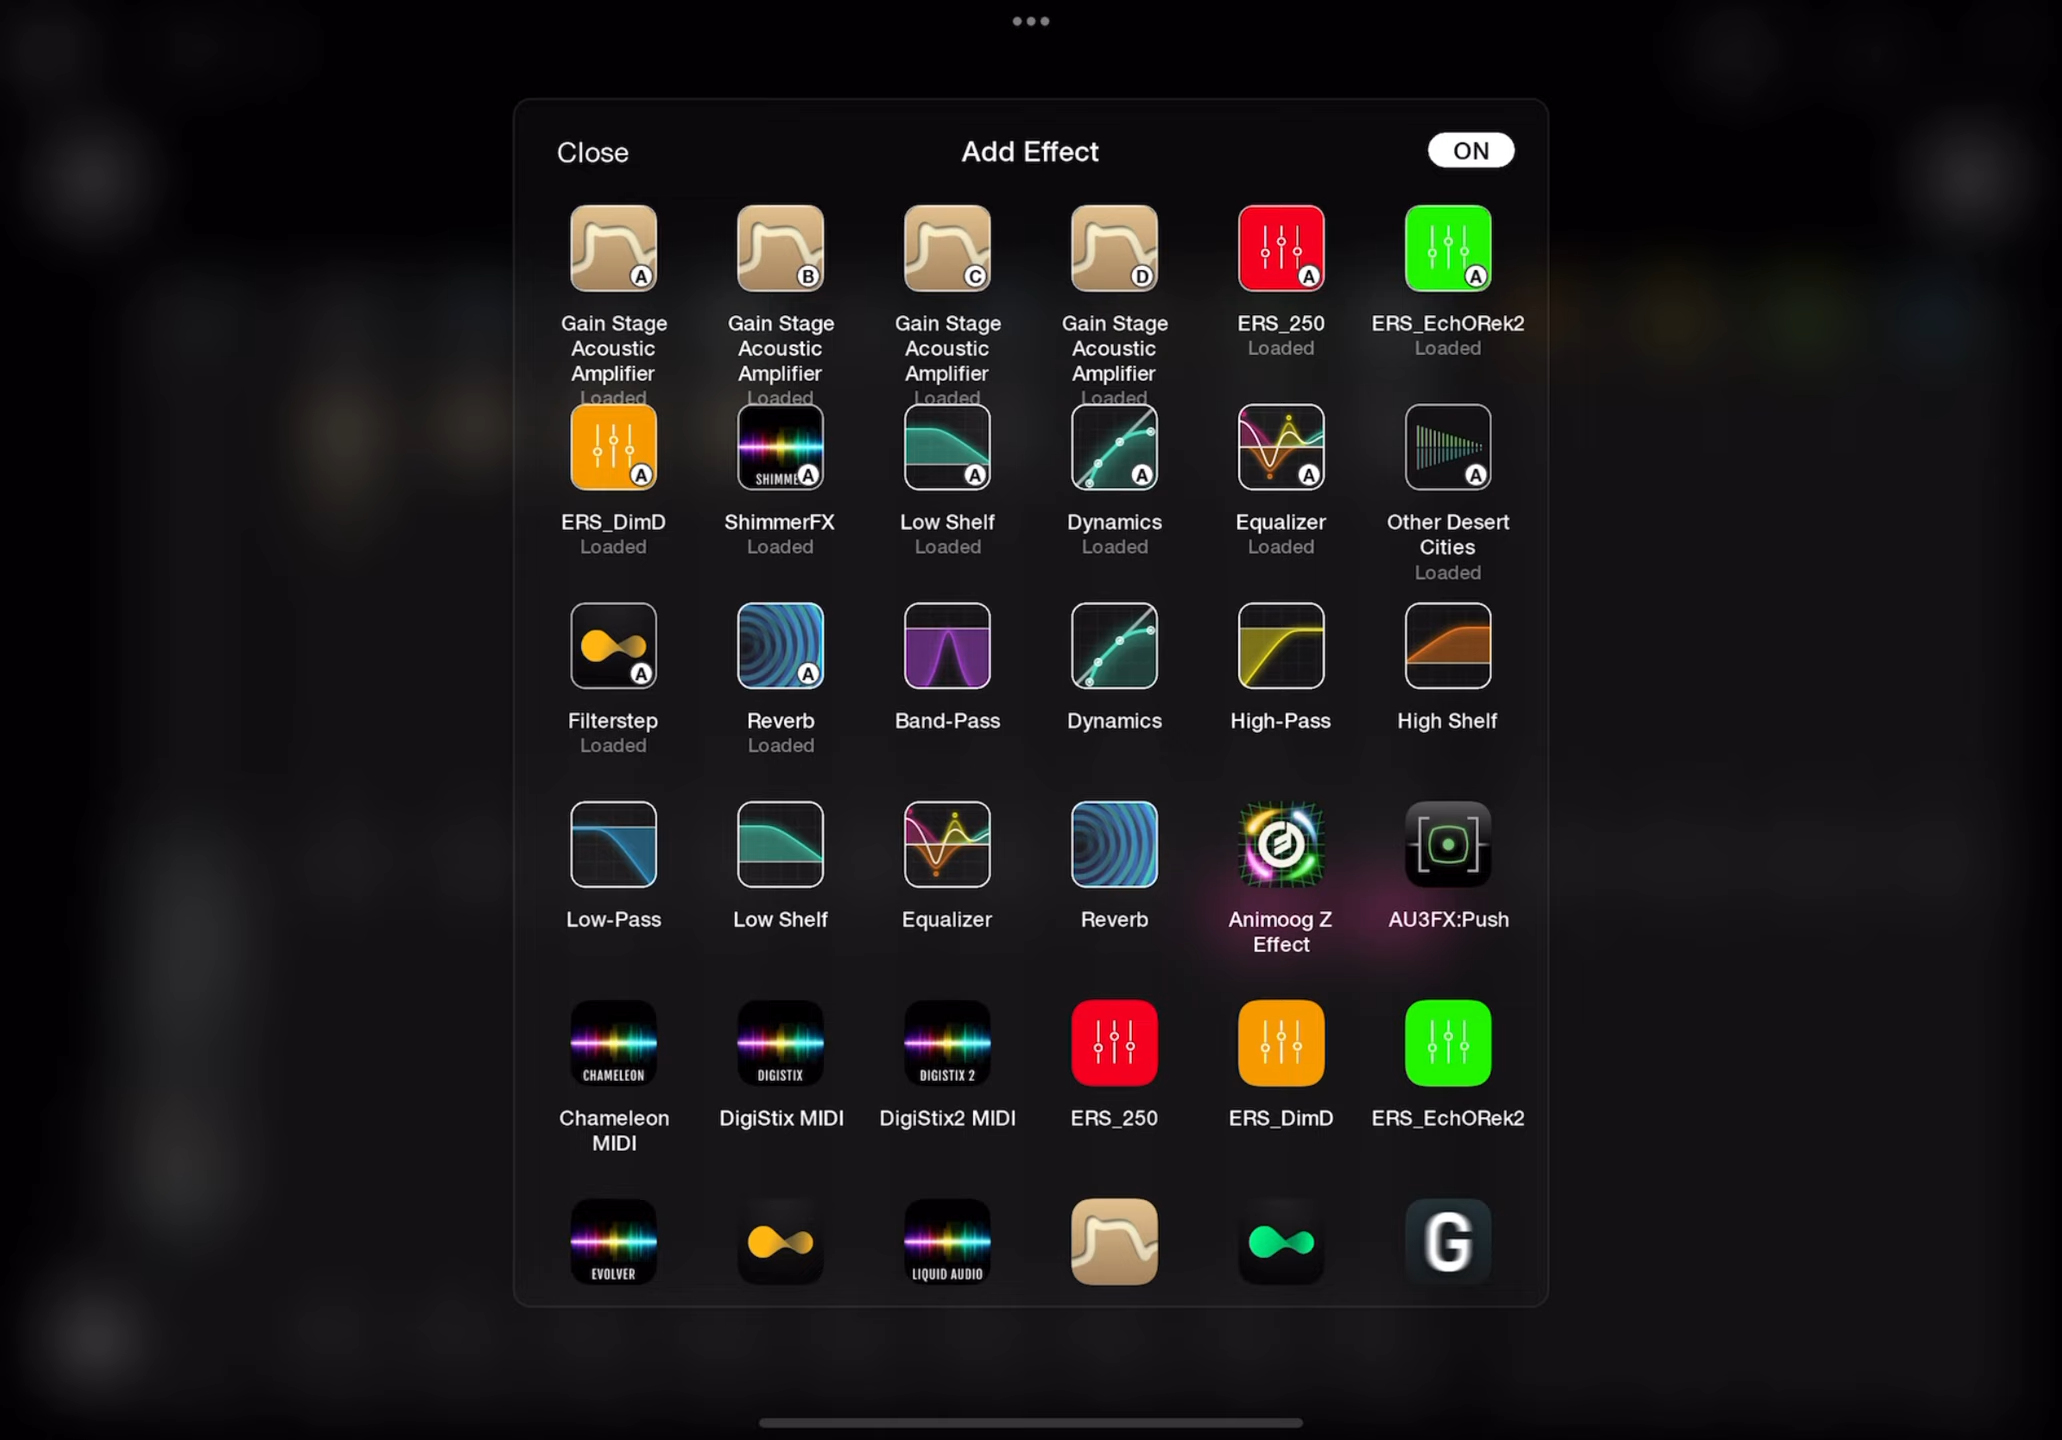 Close
Add Effect
ON
A
B
C
D
A
A
Gain Stage
Acoustic
Amplifier
Loaded
Gain Stage
Acoustic
Amplifier
Loaded
Gain Stage
Acoustic
Amplifier
Loaded
Gain Stage
Acoustic
Amplifier
Loaded
ERS_250
Loaded
ERS_EchORek2
Loaded
A
SHIMME
A
A
A
A
A
ERS_DimD
Loaded
ShimmerFX
Loaded
Low Shelf
Loaded
Dynamics
Loaded
Equalizer
Loaded
Other Desert
Cities
Loaded
A
A
Filterstep
Loaded
Reverb
Loaded
Band-Pass
Dynamics
High-Pass
High Shelf
Low-Pass
Low Shelf
Equalizer
Reverb
Animoog Z
Effect
AU3FX:Push
CHAMELEON
DIGISTIX
DIGISTIX 2
Chameleon
MIDI
DigiStix MIDI
DigiStix2 MIDI
ERS_250
ERS_DimD
ERS_EchORek2
EVOLVER
LIQUID AUDIO
G